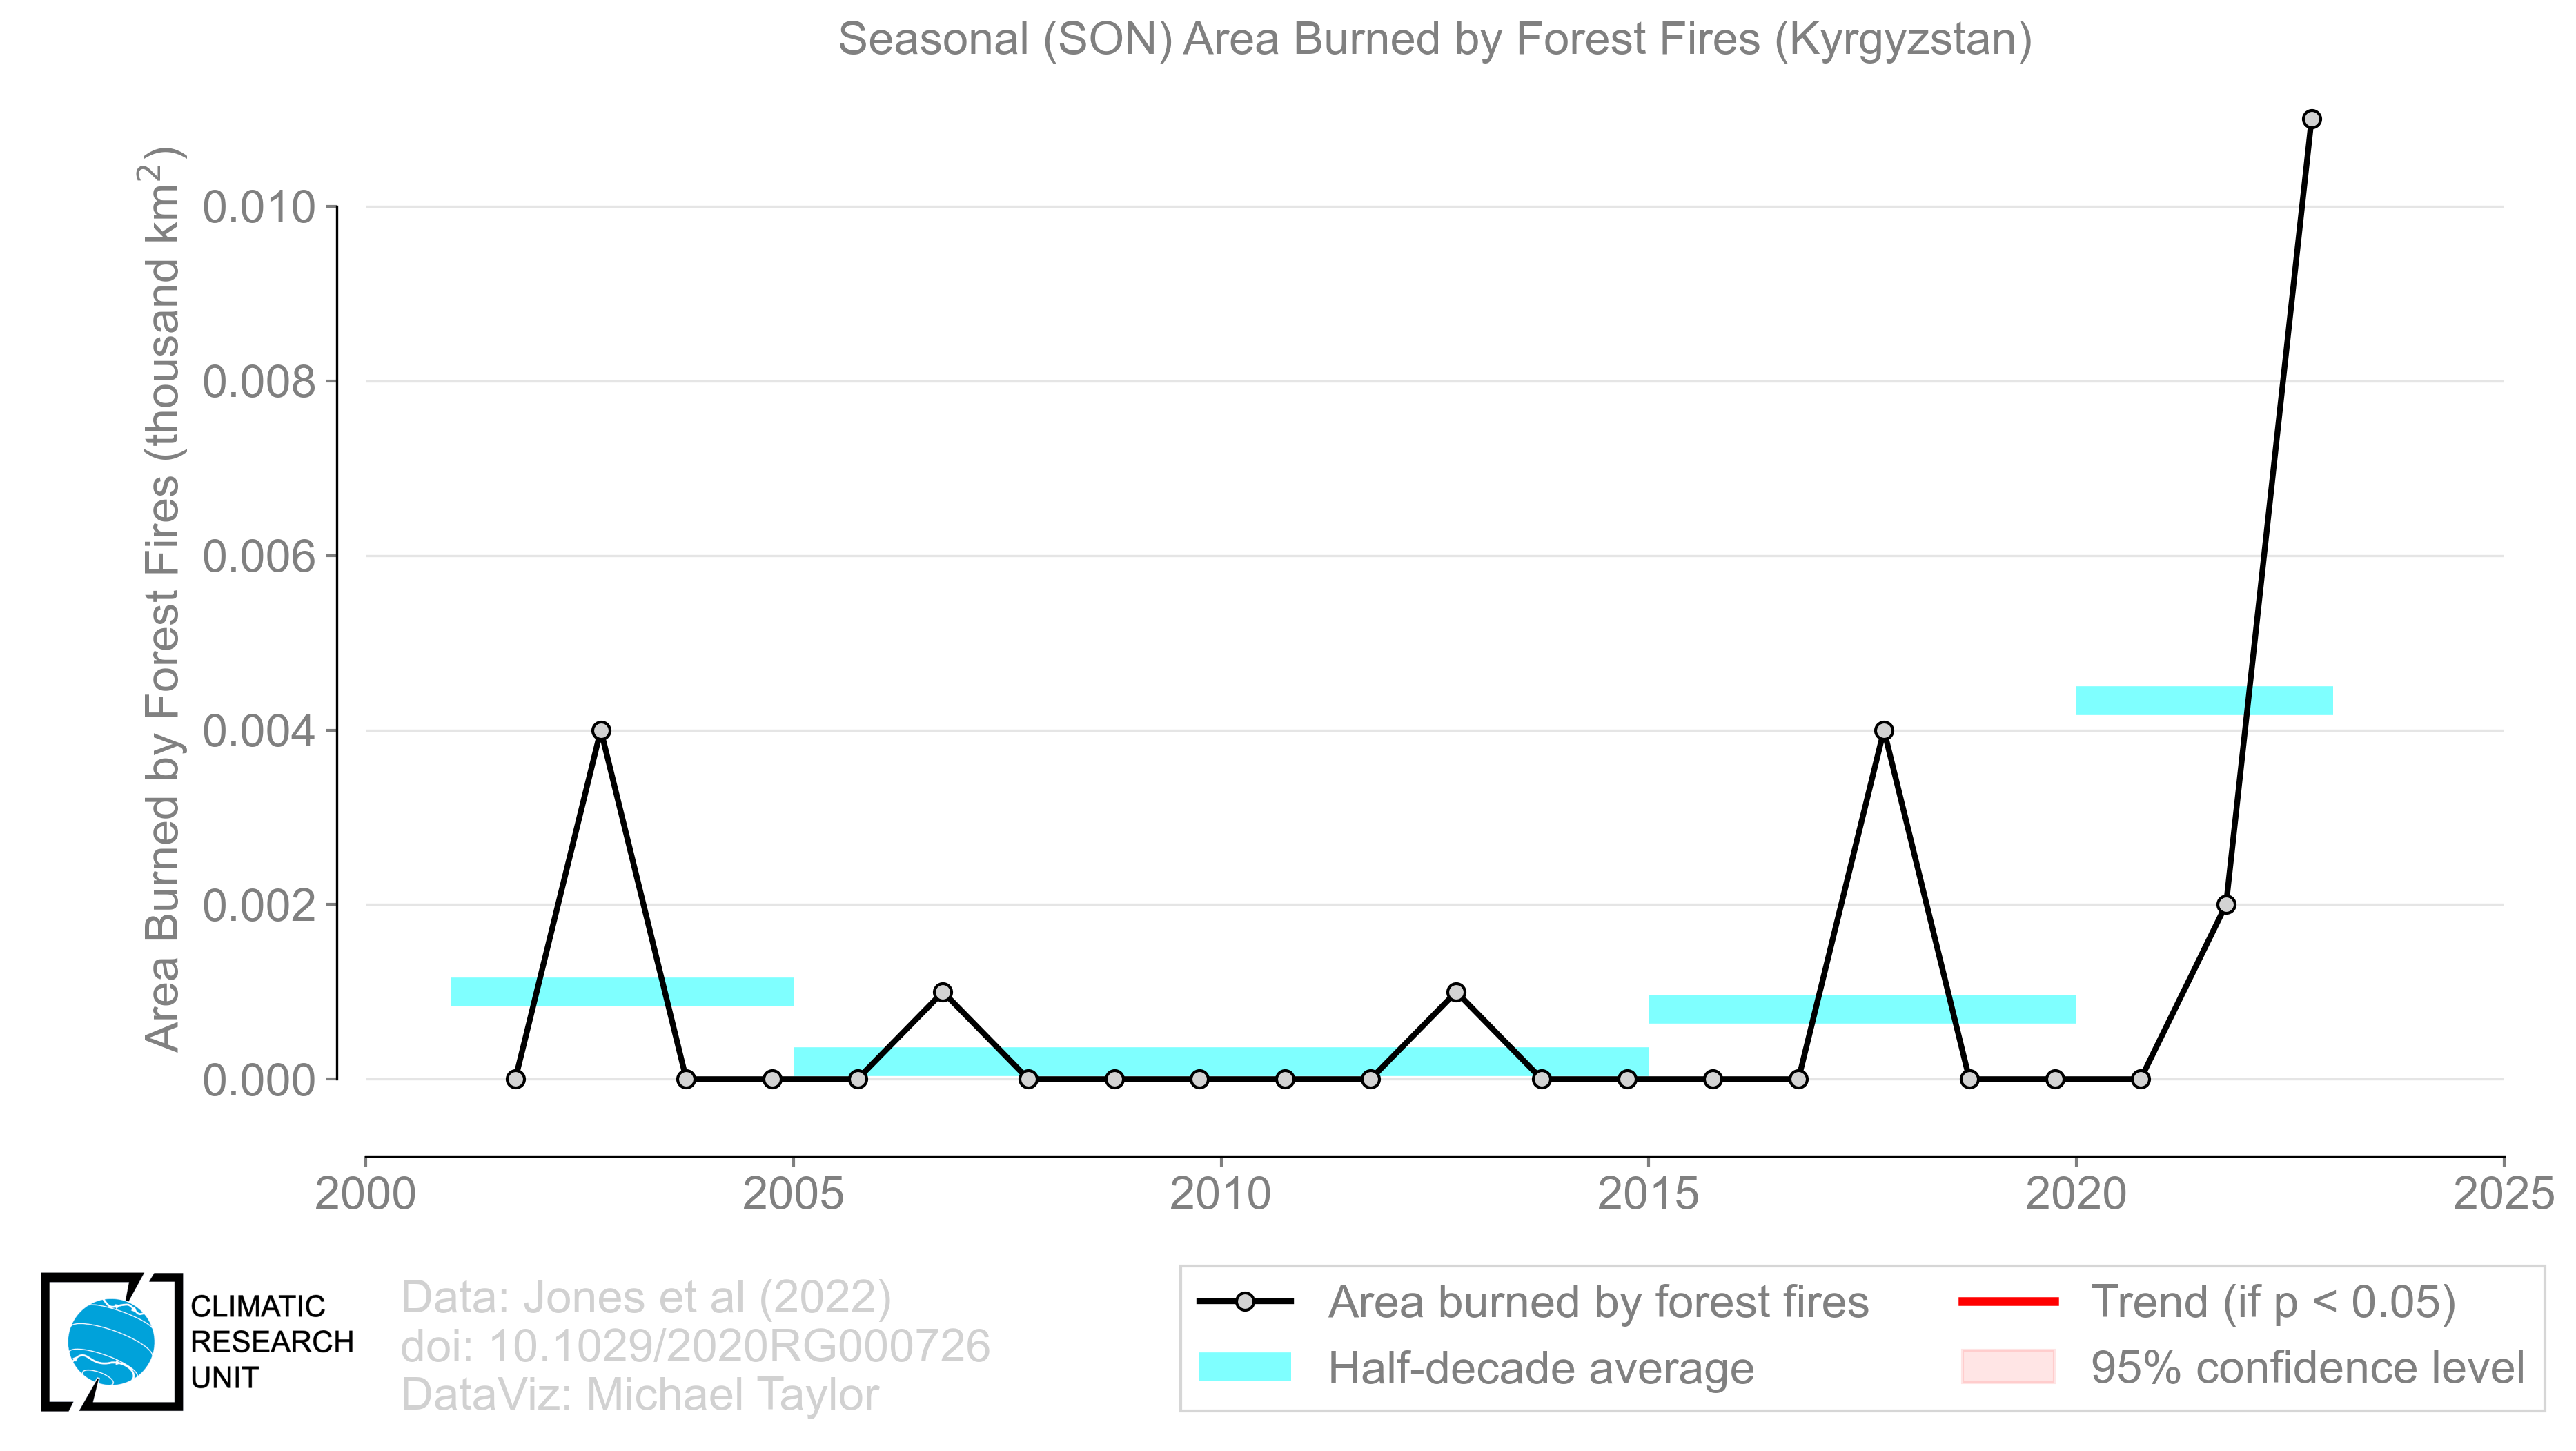 Seasonal (SON) Area Burned by Forest Fires (Kyrgyzstan)
Area Burned by Forest Fires (thousand km²)
0.010
0.008
0.006
0.004
0.002
0.000
2000 2005 2010 2015 2020 2025
CLIMATIC
RESEARCH
UNIT
Data: Jones et al (2022)
doi: 10.1029/2020RG000726
DataViz: Michael Taylor
Area burned by forest fires
Half-decade average
Trend (if p < 0.05)
95% confidence level